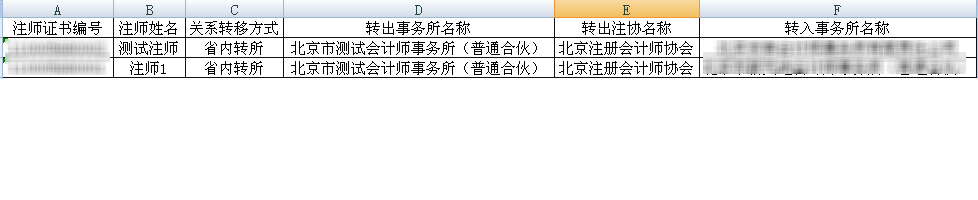 A B C D E F
注师证书编号 注师姓名 关系转移方式 转出事务所名称 转出注协名称 转入事务所名称
测试注师 省内转所 北京市测试会计师事务所（普通合伙） 北京注册会计师协会
注师1 省内转所 北京市测试会计师事务所（普通合伙） 北京注册会计师协会